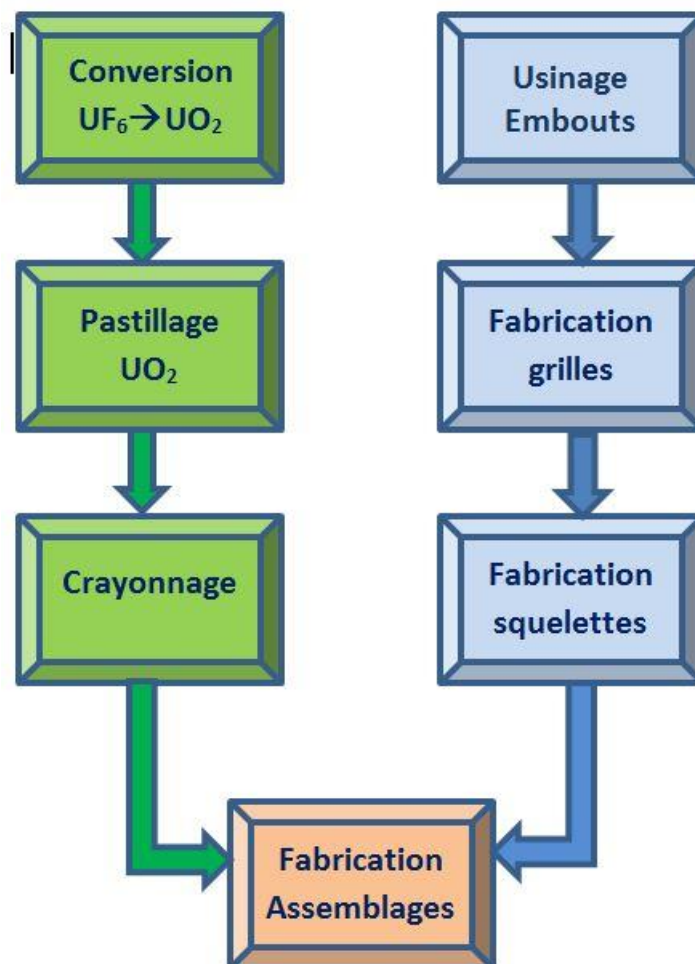 Conversion
UF₆→UO₂
Pastillage
UO₂
Crayonnage
Usinage
Embouts
Fabrication
grilles
Fabrication
squelettes
Fabrication
Assemblages